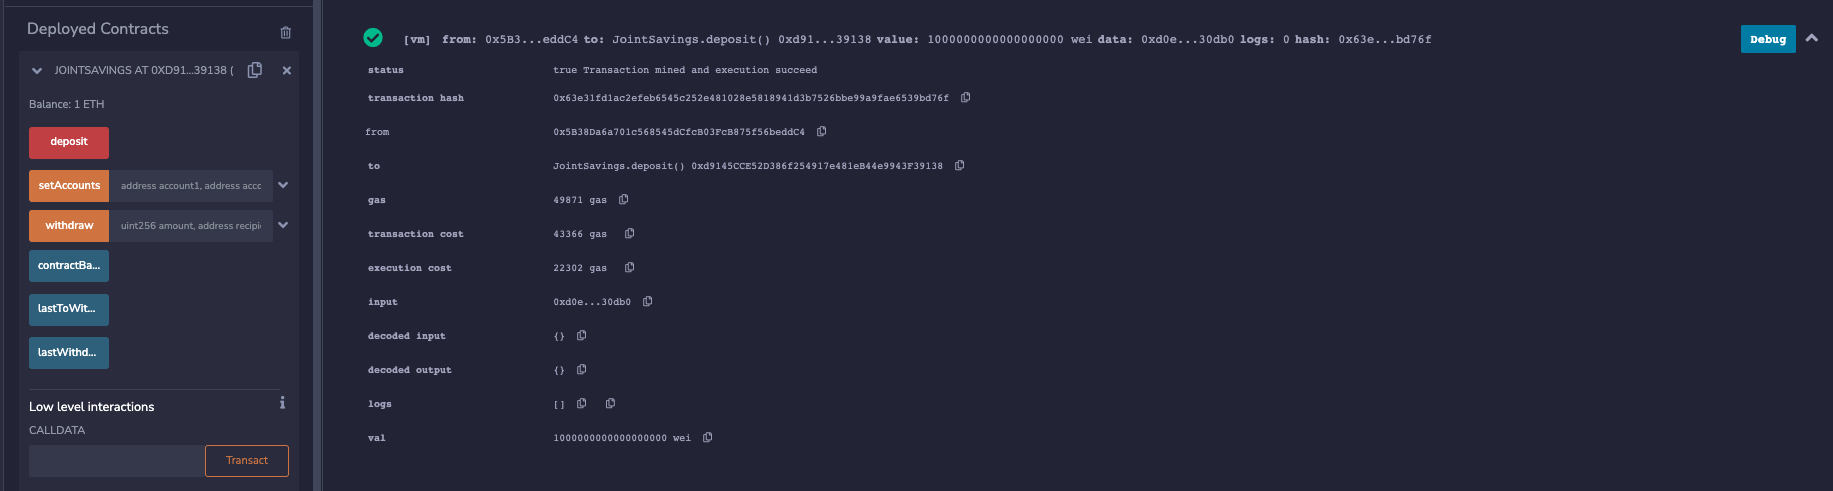 Deployed Contracts
JOINTSAVINGS AT 0XD91...39138 (
Balance: 1 ETH
deposit
setAccounts address account1, address acco
withdraw uint256 amount, address recipie
contractBa...
lastToWit...
lastWithd...
Low level interactions
CALLDATA
Transact
[vm] from: 0x5B3...eddC4 to: JointSavings.deposit() 0xd91...39138 value: 1000000000000000000 wei data: 0xd0e...30db0 logs: 0 hash: 0x63e...bd76f
Debug
status true Transaction mined and execution succeed
transaction hash 0x63e31fd1ac2efeb6545c252e481028e5818941d3b7526bbe99a9fae6539bd76f
from 0x5B38Da6a701c568545dCfcB03FcB875f56beddC4
to JointSavings.deposit() 0xd9145CCE52D386f254917e481eB44e9943F39138
gas 49871 gas
transaction cost 43366 gas
execution cost 22302 gas
input 0xd0e...30db0
decoded input {}
decoded output {}
logs []
val 1000000000000000000 wei